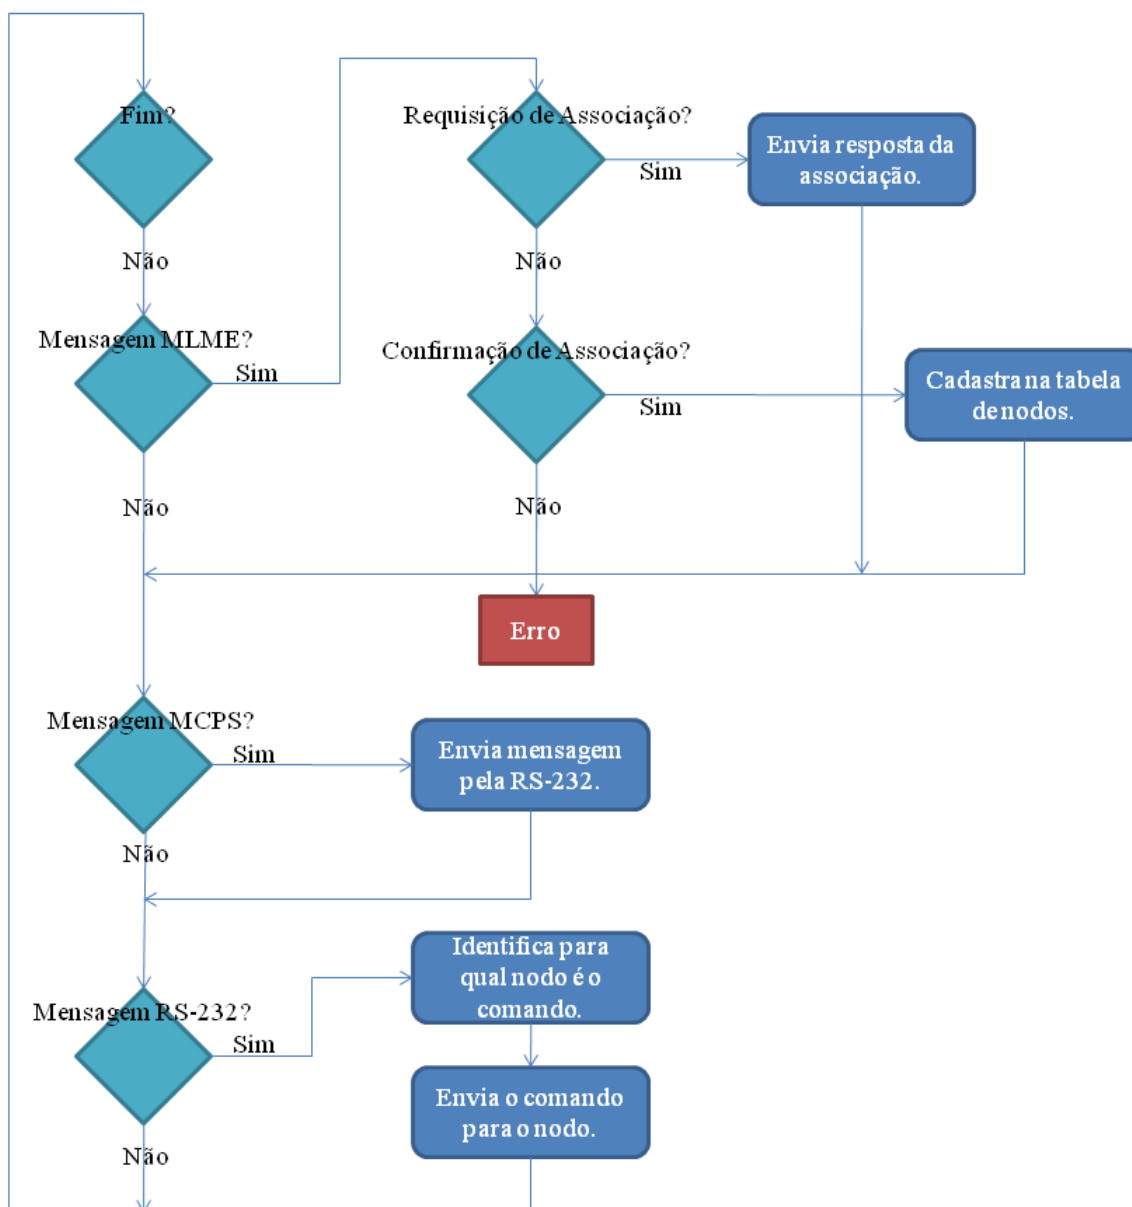 Fim?
Requisição de Associação?
Envia resposta da
associação.
Sim
Não
Não
Mensagem MLME?
Sim
Confirmação de Associação?
Sim
Cadastra na tabela
de nodos.
Não
Não
Erro
Mensagem MCPS?
Sim
Envia mensagem
pela RS-232.
Não
Identifica para
qual nodo é o
comando.
Mensagem RS-232?
Sim
Envia o comando
para o nodo.
Não